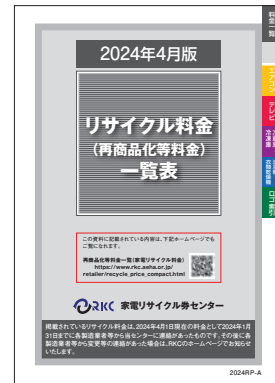 2024年4月版
リサイクル料金
(再商品化等料金)
一覧表
この資料に記載されている内容は、下記ホームページでも
ご覧になれます。
再商品化等料金一覧(家電リサイクル料金)
https://www.rkc.aeha.or.jp/
retailer/recycle_price_compact.html
RKC 家電リサイクル券センター
掲載されているリサイクル料金は、2024年4月1日現在の料金として2024年1月
31日までに各製造業者等から当センターに連絡があったものです。その後に各
製造業者等から変更等の連絡があった場合は、RKCのホームページでお知らせ
いたします。
料金一覧
エアコン
テレビ
冷蔵庫・
冷凍庫
洗濯機・
衣類乾燥機
ロゴ索引
2024RP-A